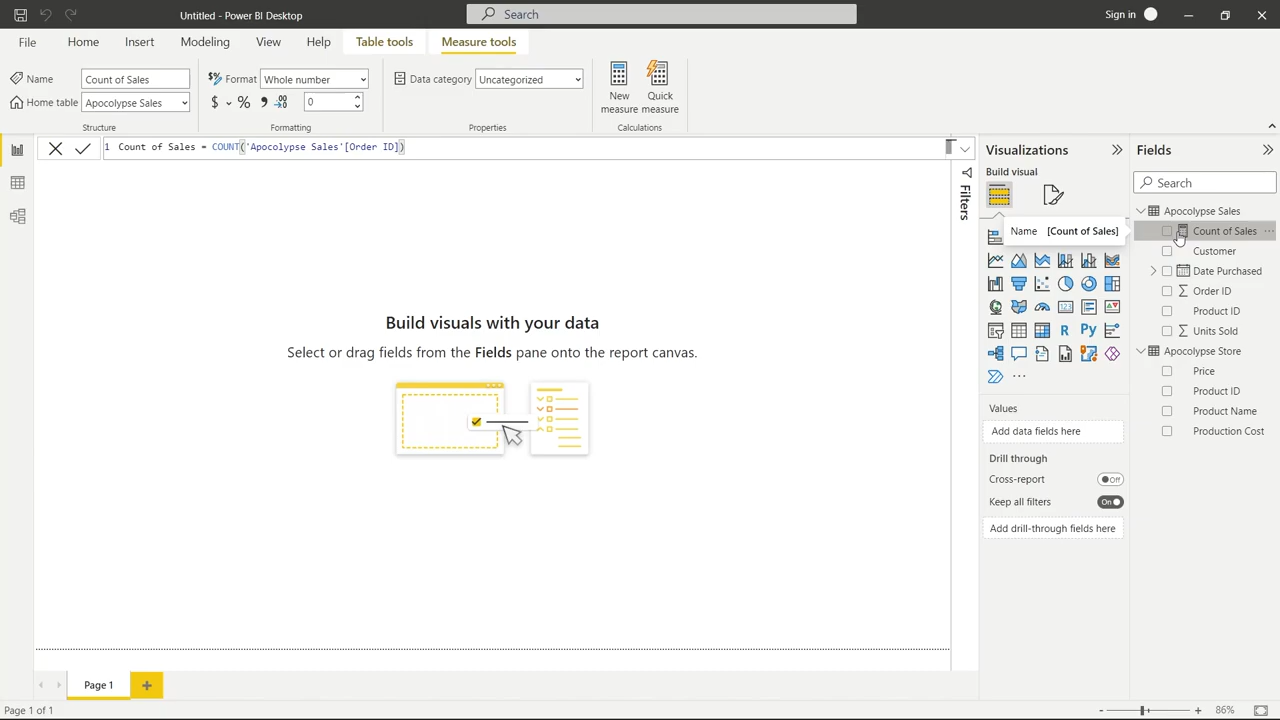 Untitled - Power BI Desktop
Search
Sign in
File
Home
Insert
Modeling
View
Help
Table tools
Measure tools
Name
Count of Sales
Format
Whole number
Data category
Uncategorized
New
measure
Quick
measure
Home table
Apocolypse Sales
$
%
0
Structure
Formatting
Properties
Calculations
1 Count of Sales = COUNT('Apocolypse Sales'[Order ID])
Filters
Build visuals with your data
Select or drag fields from the Fields pane onto the report canvas.
Visualizations
Build visual
Name [Count of Sales]
R
Py
123
Values
Add data fields here
Drill through
Cross-report
Off
Keep all filters
On
Add drill-through fields here
Fields
Search
Apocolypse Sales
Count of Sales
Customer
Date Purchased
Order ID
Product ID
Units Sold
Apocolypse Store
Price
Product ID
Product Name
Production Cost
Page 1
Page 1 of 1
86%